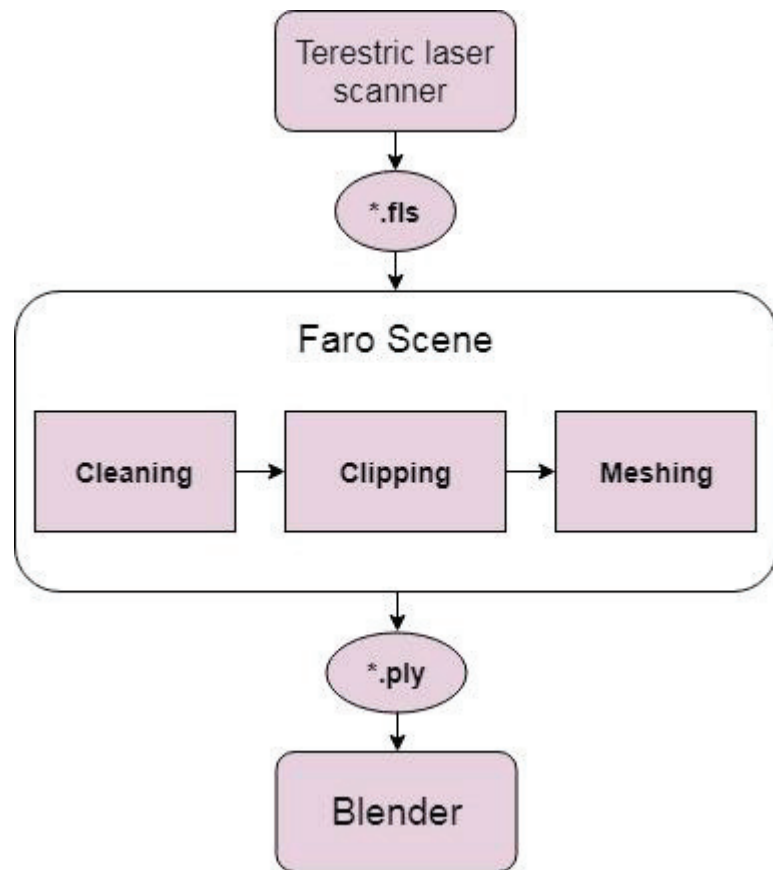 Terestric laser
scanner
*.fls
Faro Scene
Cleaning
Clipping
Meshing
*.ply
Blender